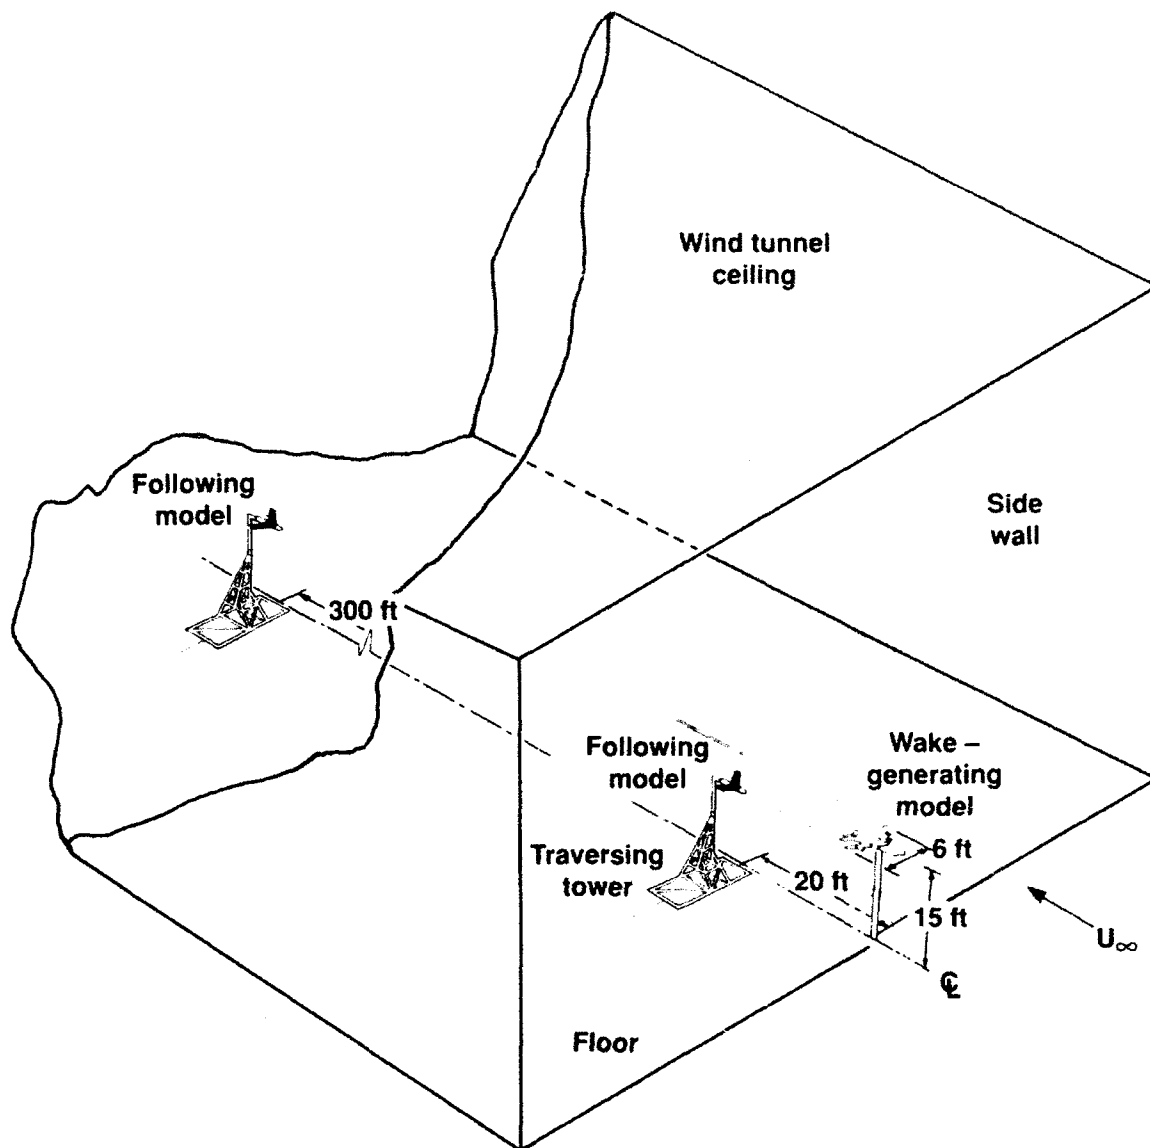 Wind tunnel
ceiling
Side
wall
Following
model
300 ft
Following
model
Wake –
generating
model
6 ft
Traversing
tower
20 ft
15 ft
U∞
℄
Floor